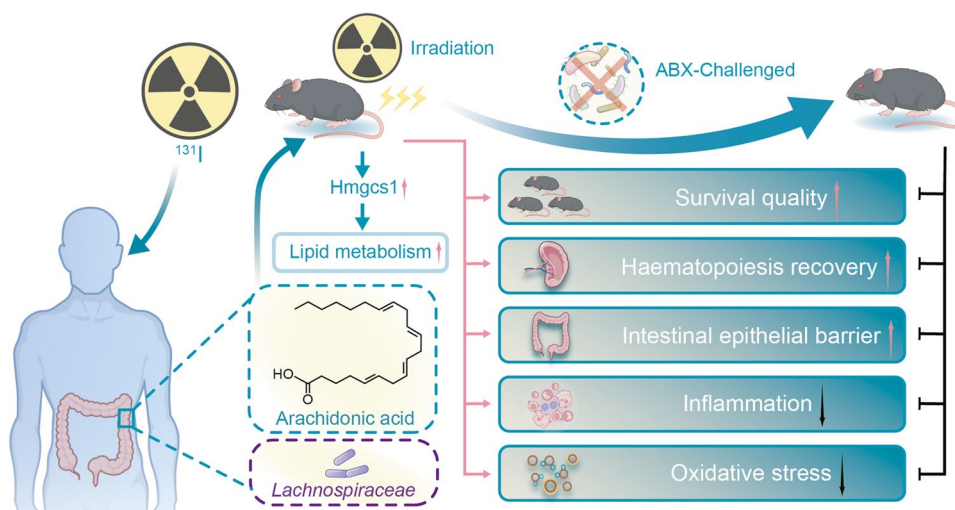 Irradiation
ABX-Challenged
131I
Hmgcs1
Lipid metabolism
HO
O
Arachidonic acid
Lachnospiraceae
Survival quality
Haematopoiesis recovery
Intestinal epithelial barrier
Inflammation
Oxidative stress